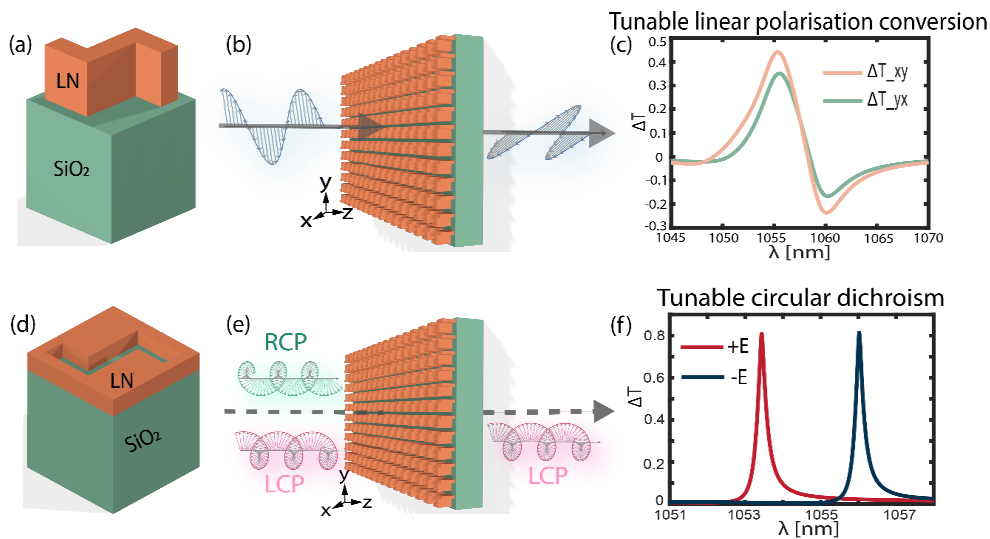 Tunable linear polarisation conversion
(a)
LN
SiO₂
(b)
y
x
z
(c)
0.5
0.4
0.3
0.2
0.1
0
-0.1
-0.2
-0.3
ΔT
ΔT_xy
ΔT_yx
1045 1050 1055 1060 1065 1070
λ [nm]
Tunable circular dichroism
(d)
LN
SiO₂
(e)
RCP
LCP
LCP
y
x
z
(f)
0.8
0.6
0.4
0.2
0
ΔT
+E
-E
1051 1053 1055 1057
λ [nm]